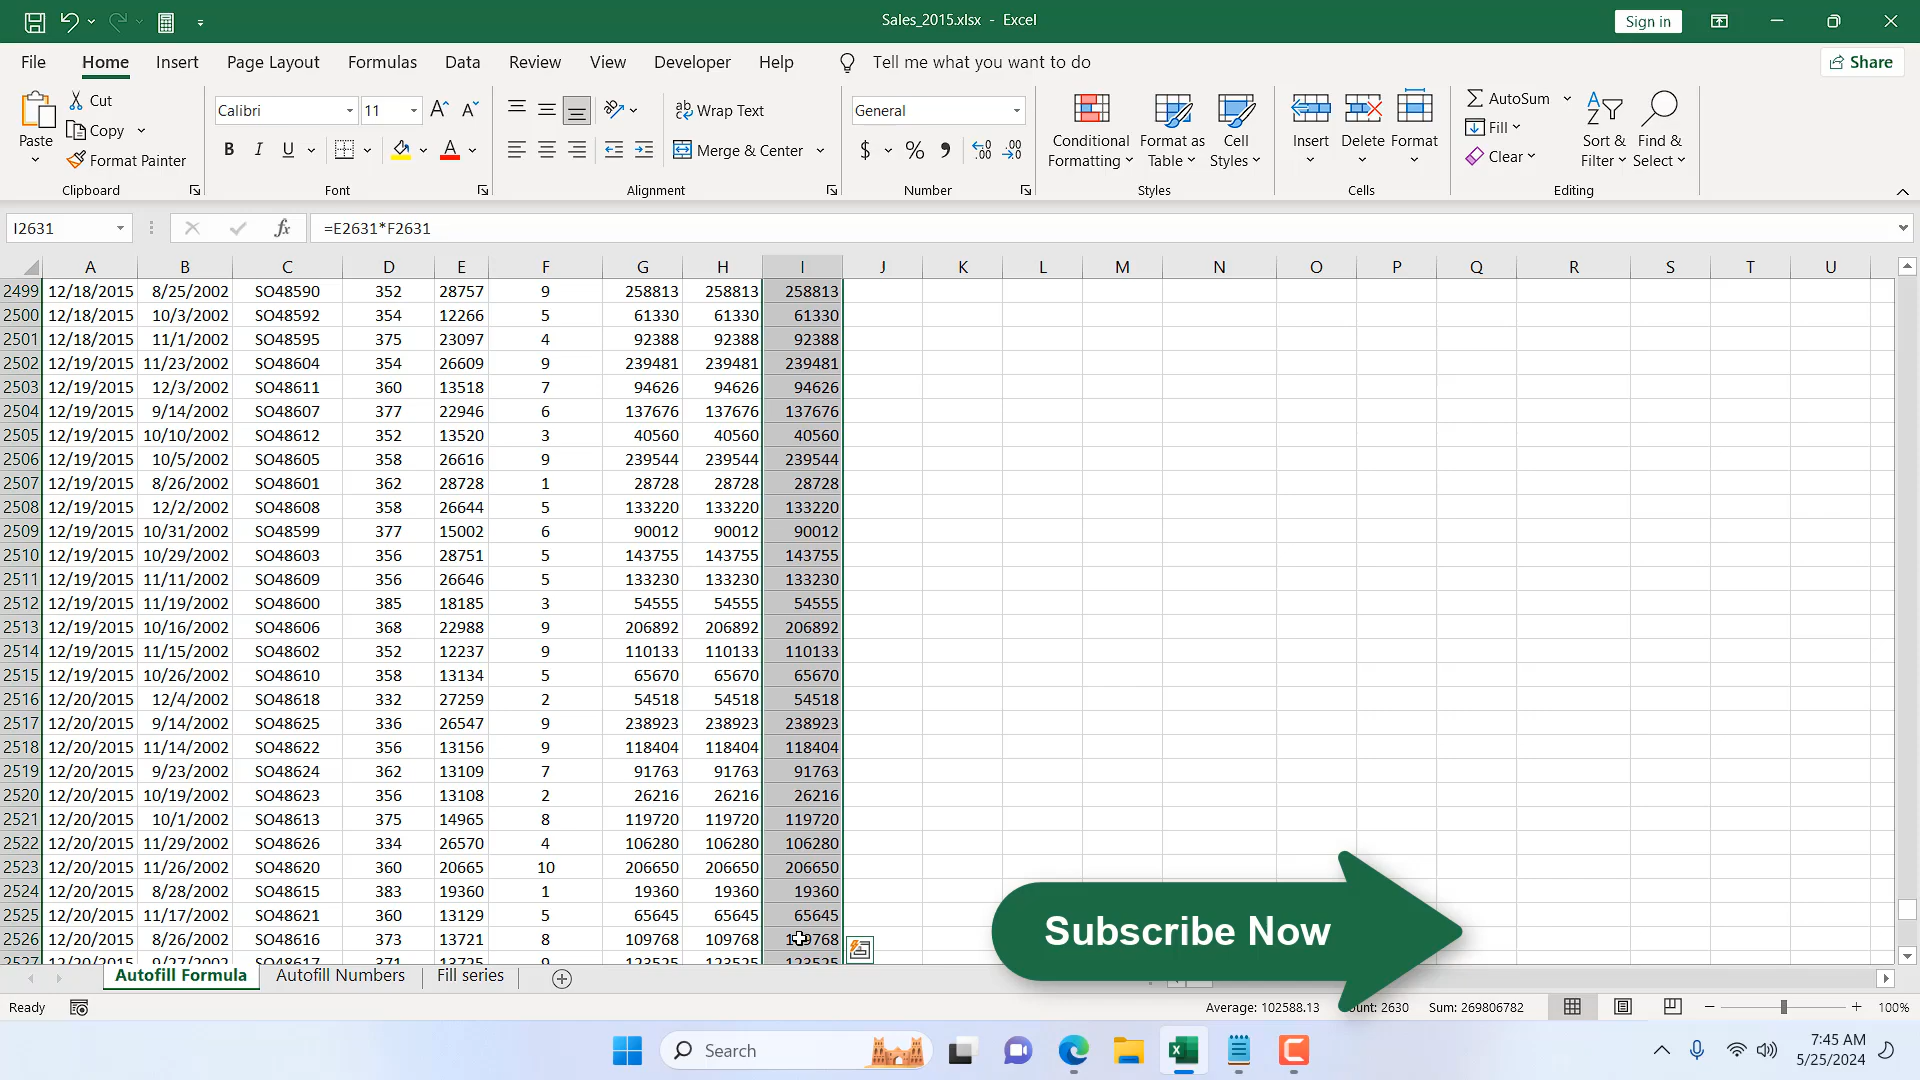 Sales_2015.xlsx - Excel
Sign in
File Home Insert Page Layout Formulas Data Review View Developer Help Tell me what you want to do Share
Paste Cut Copy Format Painter Clipboard
Calibri 11 B I U A Font
Wrap Text Merge & Center Alignment
General $ % Number
Conditional Formatting Format as Table Cell Styles Styles
Insert Delete Format Cells
AutoSum Fill Clear Sort & Filter Find & Select Editing
I2631 fx =E2631*F2631
A B C D E F G H I J K L M N O P Q R S T U
2499 12/18/2015 8/25/2002 SO48590 352 28757 9 258813 258813 258813
2500 12/18/2015 10/3/2002 SO48592 354 12266 5 61330 61330 61330
2501 12/18/2015 11/1/2002 SO48595 375 23097 4 92388 92388 92388
2502 12/19/2015 11/23/2002 SO48604 354 26609 9 239481 239481 239481
2503 12/19/2015 12/3/2002 SO48611 360 13518 7 94626 94626 94626
2504 12/19/2015 9/14/2002 SO48607 377 22946 6 137676 137676 137676
2505 12/19/2015 10/10/2002 SO48612 352 13520 3 40560 40560 40560
2506 12/19/2015 10/5/2002 SO48605 358 26616 9 239544 239544 239544
2507 12/19/2015 8/26/2002 SO48601 362 28728 1 28728 28728 28728
2508 12/19/2015 12/2/2002 SO48608 358 26644 5 133220 133220 133220
2509 12/19/2015 10/31/2002 SO48599 377 15002 6 90012 90012 90012
2510 12/19/2015 10/29/2002 SO48603 356 28751 5 143755 143755 143755
2511 12/19/2015 11/11/2002 SO48609 356 26646 5 133230 133230 133230
2512 12/19/2015 11/19/2002 SO48600 385 18185 3 54555 54555 54555
2513 12/19/2015 10/16/2002 SO48606 368 22988 9 206892 206892 206892
2514 12/19/2015 11/15/2002 SO48602 352 12237 9 110133 110133 110133
2515 12/19/2015 10/26/2002 SO48610 358 13134 5 65670 65670 65670
2516 12/20/2015 12/4/2002 SO48618 332 27259 2 54518 54518 54518
2517 12/20/2015 9/14/2002 SO48625 336 26547 9 238923 238923 238923
2518 12/20/2015 11/14/2002 SO48622 356 13156 9 118404 118404 118404
2519 12/20/2015 9/23/2002 SO48624 362 13109 7 91763 91763 91763
2520 12/20/2015 10/19/2002 SO48623 356 13108 2 26216 26216 26216
2521 12/20/2015 10/1/2002 SO48613 375 14965 8 119720 119720 119720
2522 12/20/2015 11/29/2002 SO48626 334 26570 4 106280 106280 106280
2523 12/20/2015 11/26/2002 SO48620 360 20665 10 206650 206650 206650
2524 12/20/2015 8/28/2002 SO48615 383 19360 1 19360 19360 19360
2525 12/20/2015 11/17/2002 SO48621 360 13129 5 65645 65645 65645
2526 12/20/2015 8/26/2002 SO48616 373 13721 8 109768 109768
Subscribe Now
Autofill Formula Autofill Numbers Fill series
Ready Average: 102588.13 2630 Sum: 269806782 100%
Search
7:45 AM
5/25/2024